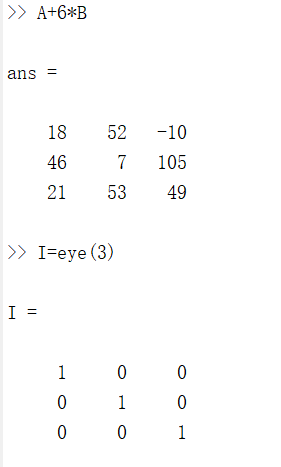 >> A+6*B
ans =
18 52 -10
46 7 105
21 53 49
>> I=eye(3)
I =
1 0 0
0 1 0
0 0 1